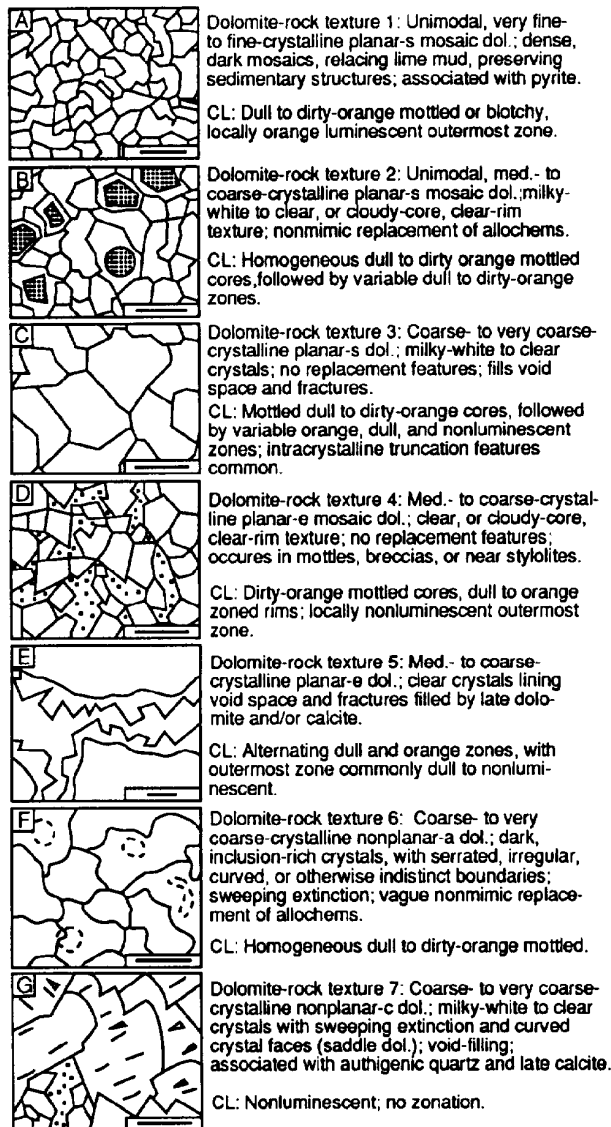 A
Dolomite-rock texture 1: Unimodal, very fine-
to fine-crystalline planar-s mosaic dol.; dense,
dark mosaics, relacing lime mud, preserving
sedimentary structures; associated with pyrite.
CL: Dull to dirty-orange mottled or blotchy,
locally orange luminescent outermost zone.
B
Dolomite-rock texture 2: Unimodal, med.- to
coarse-crystalline planar-s mosaic dol.;milky-
white to clear, or cloudy-core, clear-rim
texture; nonmimic replacement of allochems.
CL: Homogeneous dull to dirty orange mottled
cores,followed by variable dull to dirty-orange
zones.
C
Dolomite-rock texture 3: Coarse- to very coarse-
crystalline planar-s dol.; milky-white to clear
crystals; no replacement features; fills void
space and fractures.
CL: Mottled dull to dirty-orange cores, followed
by variable orange, dull, and nonluminescent
zones; intracrystalline truncation features
common.
D
Dolomite-rock texture 4: Med.- to coarse-crystal-
line planar-e mosaic dol.; clear, or cloudy-core,
clear-rim texture; no replacement features;
occures in mottles, breccias, or near stylolites.
CL: Dirty-orange mottled cores, dull to orange
zoned rims; locally nonluminescent outermost
zone.
E
Dolomite-rock texture 5: Med.- to coarse-
crystalline planar-e dol.; clear crystals lining
void space and fractures filled by late dolo-
mite and/or calcite.
CL: Alternating dull and orange zones, with
outermost zone commonly dull to nonlumi-
nescent.
F
Dolomite-rock texture 6: Coarse- to very
coarse-crystalline nonplanar-a dol.; dark,
inclusion-rich crystals, with serrated, irregular,
curved, or otherwise indistinct boundaries;
sweeping extinction; vague nonmimic replace-
ment of allochems.
CL: Homogeneous dull to dirty-orange mottled.
G
Dolomite-rock texture 7: Coarse- to very coarse-
crystalline nonplanar-c dol.; milky-white to clear
crystals with sweeping extinction and curved
crystal faces (saddle dol.); void-filling;
associated with authigenic quartz and late calcite.
CL: Nonluminescent; no zonation.